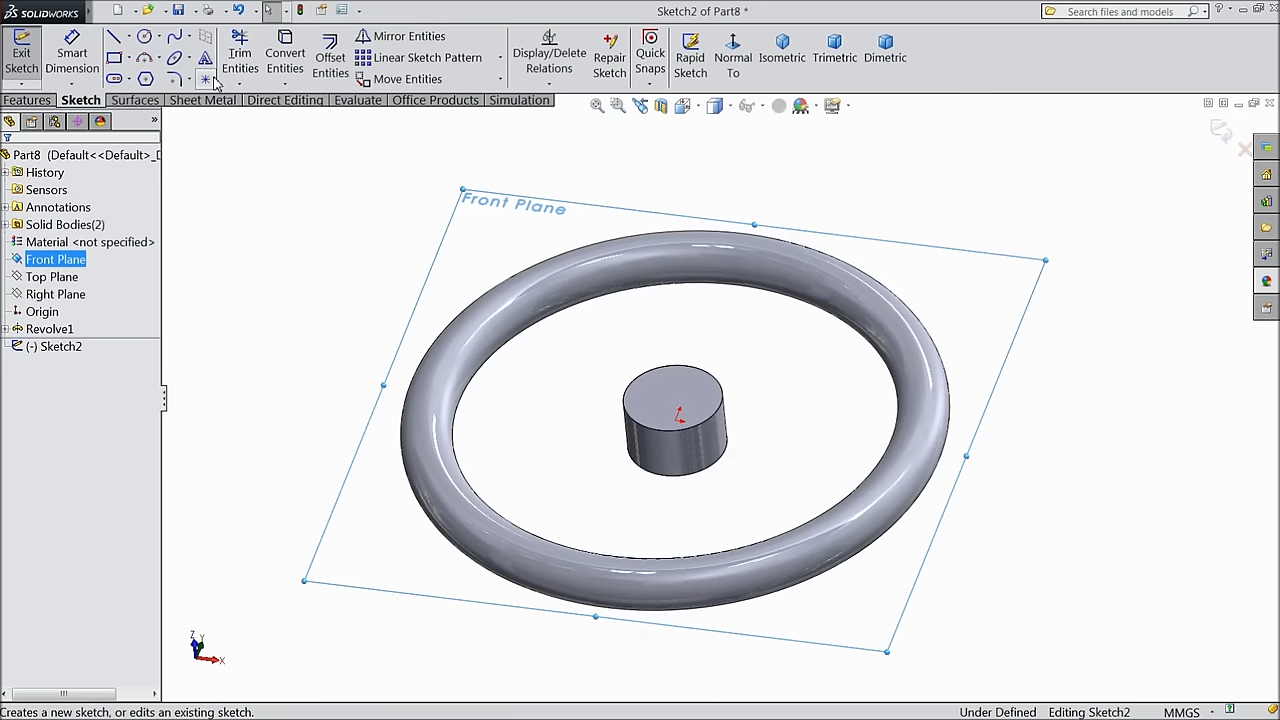 SOLIDWORKS
Sketch2 of Part8 *
Search files and models
Exit Sketch
Smart Dimension
Trim Entities
Convert Entities
Offset Entities
Mirror Entities
Linear Sketch Pattern
Move Entities
Display/Delete Relations
Repair Sketch
Quick Snaps
Rapid Sketch
Normal To
Isometric
Trimetric
Dimetric
Features
Sketch
Surfaces
Sheet Metal
Direct Editing
Evaluate
Office Products
Simulation
Part8 (Default<<Default>_D
History
Sensors
Annotations
Solid Bodies(2)
Material <not specified>
Front Plane
Top Plane
Right Plane
Origin
Revolve1
(-) Sketch2
Front Plane
Z
Y
X
Creates a new sketch, or edits an existing sketch.
Under Defined
Editing Sketch2
MMGS